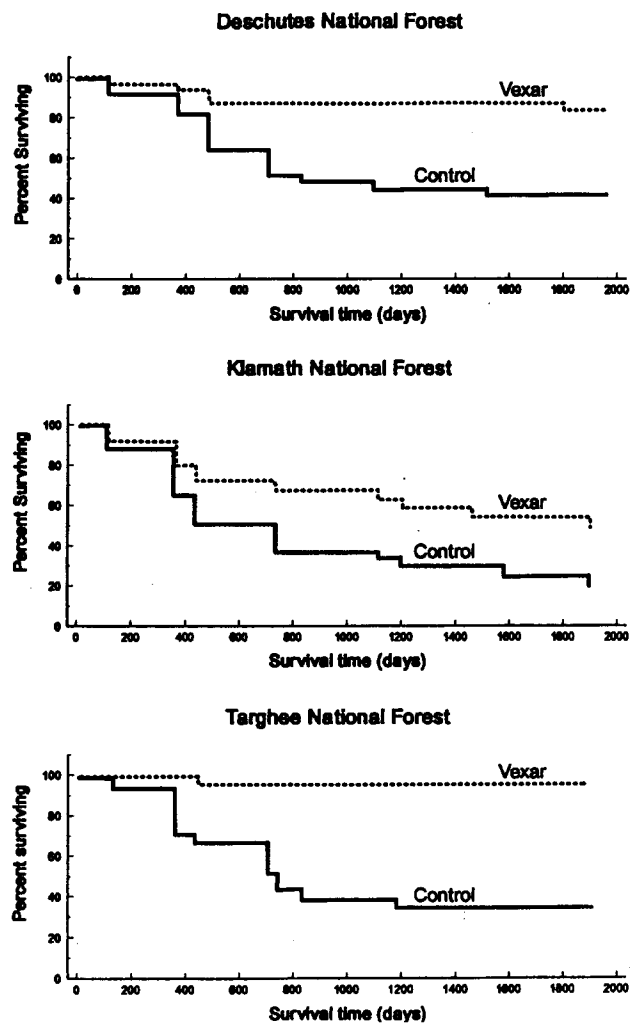 Deschutes National Forest
Percent Surviving
100
80
60
40
20
0
Vexar
Control
0 200 400 600 800 1000 1200 1400 1600 1800 2000
Survival time (days)
Klamath National Forest
Percent Surviving
100
80
60
40
20
0
Vexar
Control
0 200 400 600 800 1000 1200 1400 1600 1800 2000
Survival time (days)
Targhee National Forest
Percent surviving
100
80
60
40
20
0
Vexar
Control
0 200 400 600 800 1000 1200 1400 1600 1800 2000
Survival time (days)